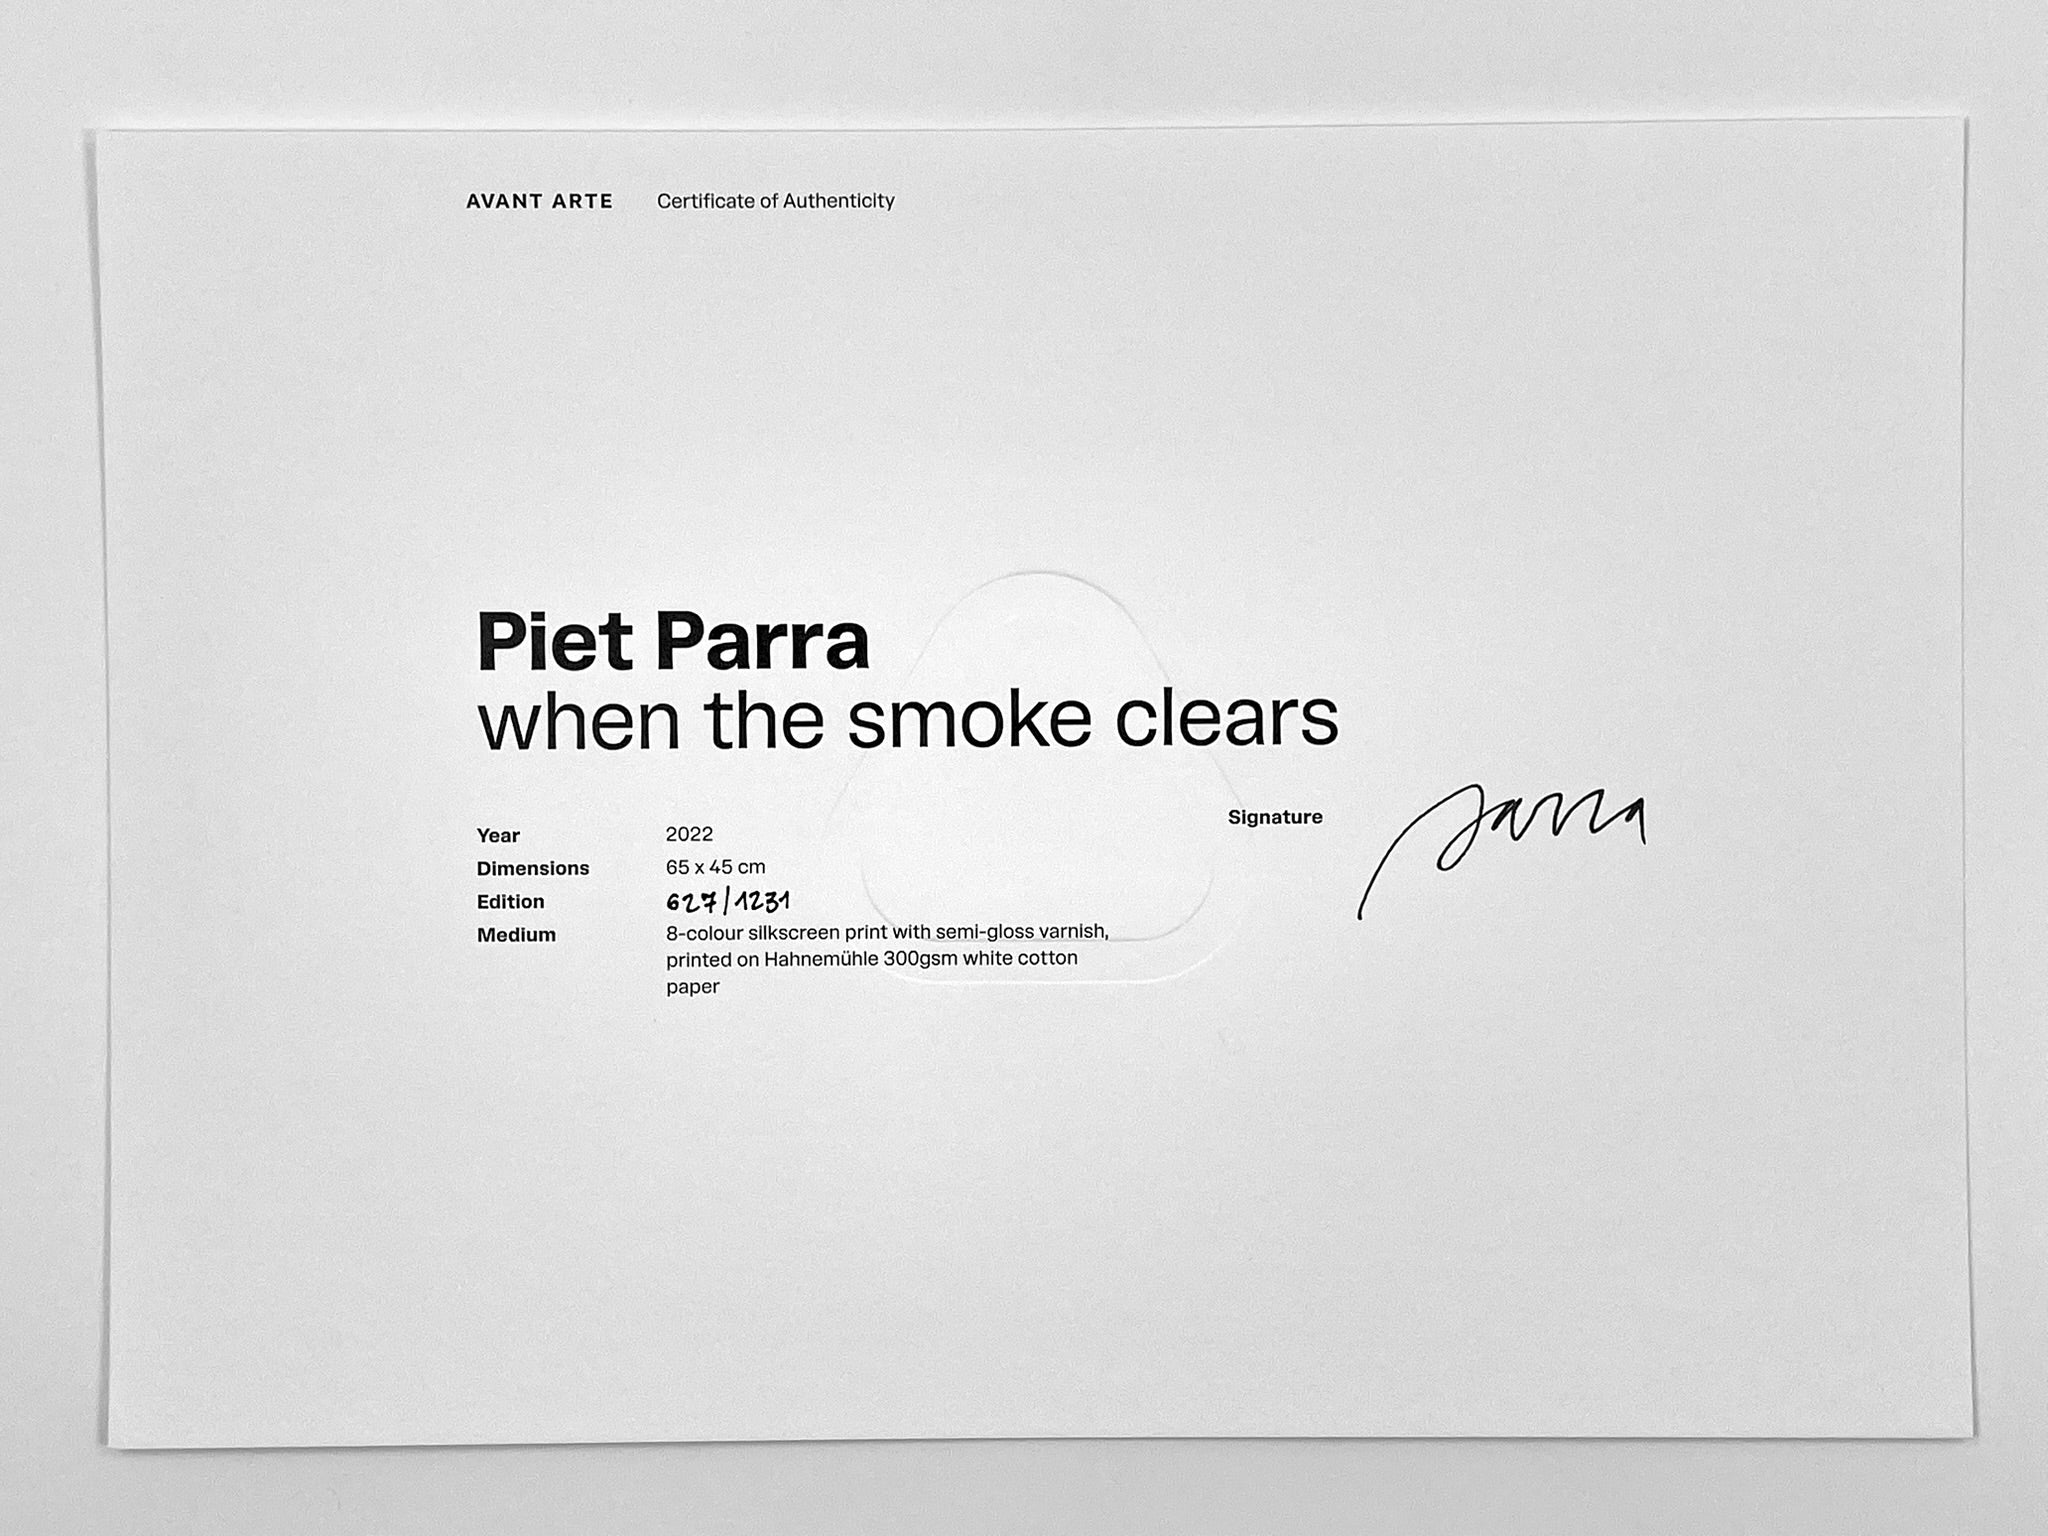 AVANT ARTE Certificate of Authenticity
Piet Parra
when the smoke clears
Year 2022
Dimensions 65 x 45 cm
Edition 627/1231
Medium 8-colour silkscreen print with semi-gloss varnish,
printed on Hahnemühle 300gsm white cotton
paper
Signature Parra